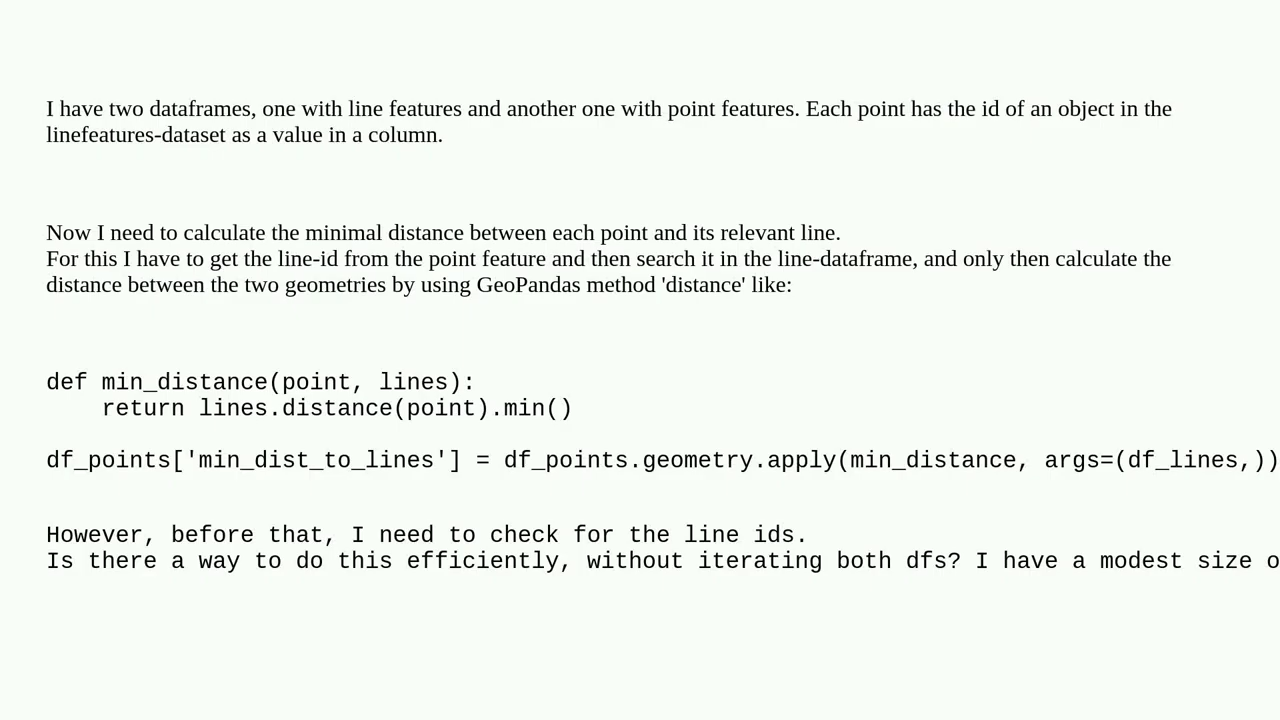 I have two dataframes, one with line features and another one with point features. Each point has the id of an object in the
linefeatures-dataset as a value in a column.
Now I need to calculate the minimal distance between each point and its relevant line.
For this I have to get the line-id from the point feature and then search it in the line-dataframe, and only then calculate the
distance between the two geometries by using GeoPandas method 'distance' like:
def min_distance(point, lines):
    return lines.distance(point).min()
df_points['min_dist_to_lines'] = df_points.geometry.apply(min_distance, args=(df_lines,))
However, before that, I need to check for the line ids.
Is there a way to do this efficiently, without iterating both dfs? I have a modest size